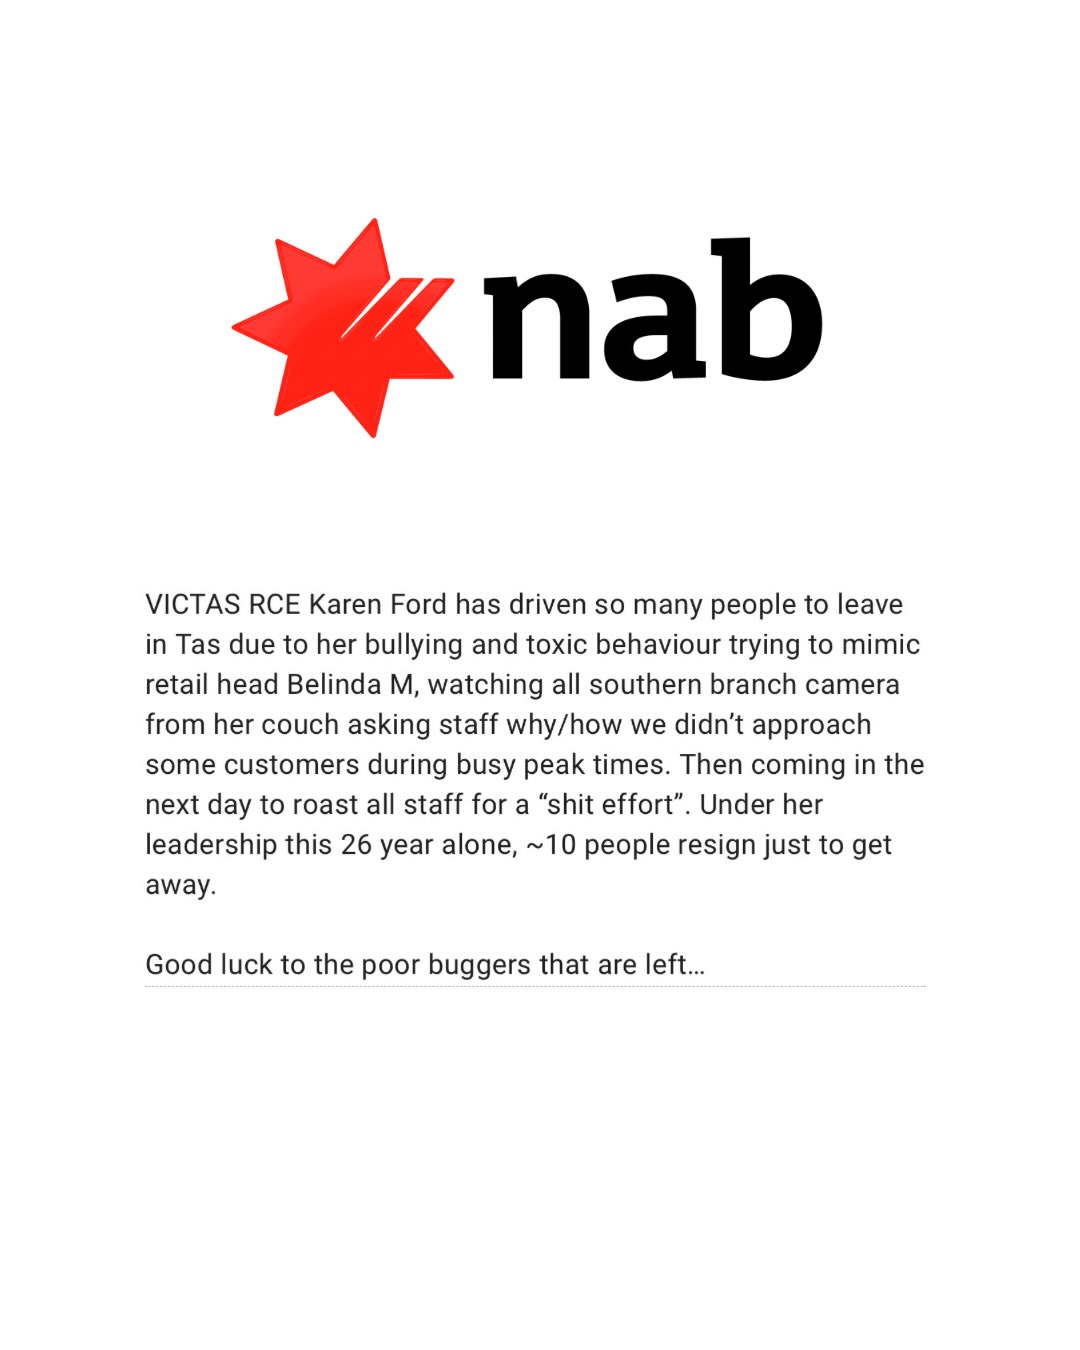 nab
VICTAS RCE Karen Ford has driven so many people to leave
in Tas due to her bullying and toxic behaviour trying to mimic
retail head Belinda M, watching all southern branch camera
from her couch asking staff why/how we didn’t approach
some customers during busy peak times. Then coming in the
next day to roast all staff for a “shit effort”. Under her
leadership this 26 year alone, ~10 people resign just to get
away.
Good luck to the poor buggers that are left…